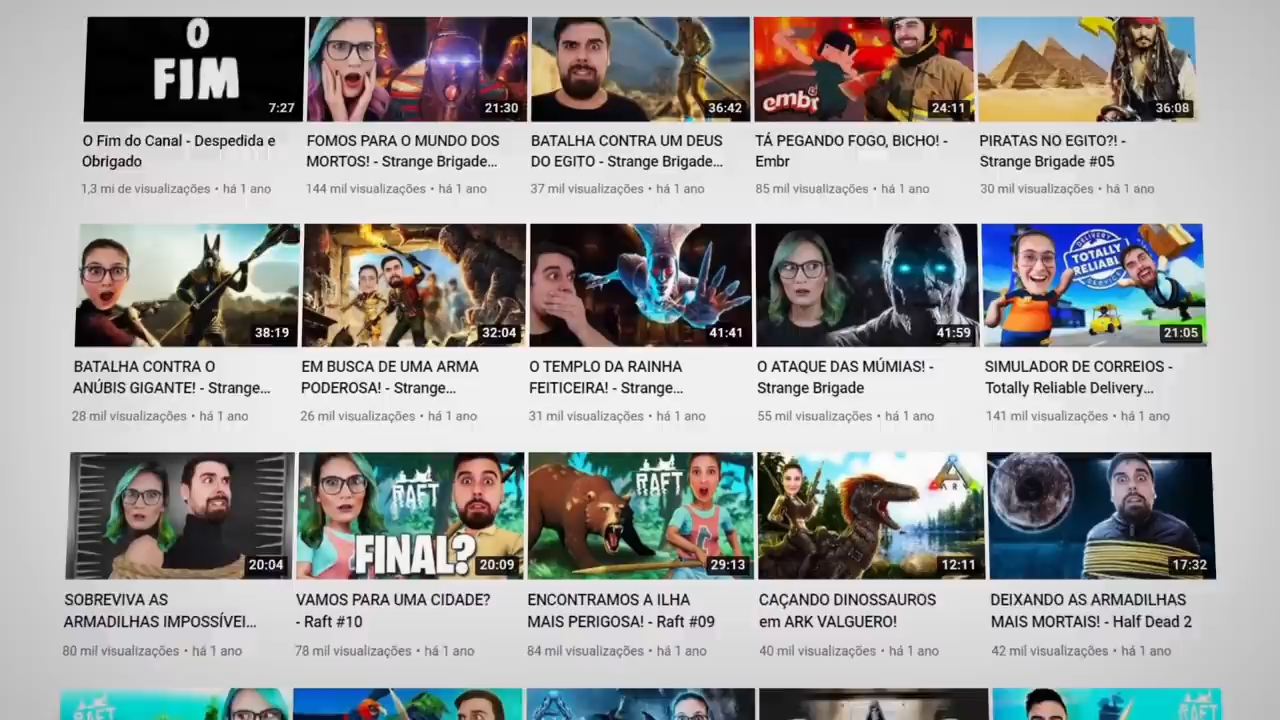 O
FIM
7:27
21:30
36:42
embr
24:11
36:08
O Fim do Canal - Despedida e
Obrigado
1,3 mi de visualizações • há 1 ano
FOMOS PARA O MUNDO DOS
MORTOS! - Strange Brigade...
144 mil visualizações • há 1 ano
BATALHA CONTRA UM DEUS
DO EGITO - Strange Brigade...
37 mil visualizações • há 1 ano
TÁ PEGANDO FOGO, BICHO! -
Embr
85 mil visualizações • há 1 ano
PIRATAS NO EGITO?! -
Strange Brigade #05
30 mil visualizações • há 1 ano
38:19
32:04
41:41
41:59
DELIVERY
TOTALLY
RELIABL
SERVICE
21:05
BATALHA CONTRA O
ANÚBIS GIGANTE! - Strange...
28 mil visualizações • há 1 ano
EM BUSCA DE UMA ARMA
PODEROSA! - Strange...
26 mil visualizações • há 1 ano
O TEMPLO DA RAINHA
FEITICEIRA! - Strange...
31 mil visualizações • há 1 ano
O ATAQUE DAS MÚMIAS! -
Strange Brigade
55 mil visualizações • há 1 ano
SIMULADOR DE CORREIOS -
Totally Reliable Delivery...
141 mil visualizações • há 1 ano
20:04
RAFT
FINAL?
20:09
RAFT
29:13
ARK
12:11
17:32
SOBREVIVA AS
ARMADILHAS IMPOSSÍVEI...
80 mil visualizações • há 1 ano
VAMOS PARA UMA CIDADE?
- Raft #10
78 mil visualizações • há 1 ano
ENCONTRAMOS A ILHA
MAIS PERIGOSA! - Raft #09
84 mil visualizações • há 1 ano
CAÇANDO DINOSSAUROS
em ARK VALGUERO!
40 mil visualizações • há 1 ano
DEIXANDO AS ARMADILHAS
MAIS MORTAIS! - Half Dead 2
42 mil visualizações • há 1 ano
RAFT
RAFT